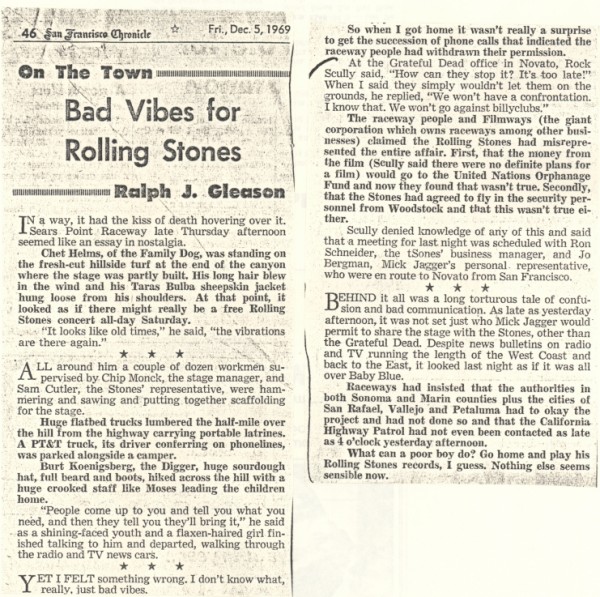 46 San Francisco Chronicle ☆ Fri., Dec. 5, 1969
On The Town
Bad Vibes for
Rolling Stones
Ralph J. Gleason
IN a way, it had the kiss of death hovering over it.
Sears Point Raceway late Thursday afternoon
seemed like an essay in nostalgia.
Chet Helms, of the Family Dog, was standing on
the fresh-cut hillside turf at the end of the canyon
where the stage was partly built. His long hair blew
in the wind and his Taras Bulba sheepskin jacket
hung loose from his shoulders. At that point, it
looked as if there might really be a free Rolling
Stones concert all-day Saturday.
"It looks like old times," he said, "the vibrations
are there again."
★ ★ ★
ALL around him a couple of dozen workmen su-
pervised by Chip Monck, the stage manager, and
Sam Cutler, the Stones' representative, were ham-
mering and sawing and putting together scaffolding
for the stage.
Huge flatbed trucks lumbered the half-mile over
the hill from the highway carrying portable latrines.
A PT&T truck, its driver conferring on phonelines,
was parked alongside a camper.
Burt Koenigsberg, the Digger, huge sourdough
hat, full beard and boots, hiked across the hill with a
huge crooked staff like Moses leading the children
home.
"People come up to you and tell you what you
need, and then they tell you they'll bring it," he said
as a shining-faced youth and a flaxen-haired girl fin-
ished talking to him and departed, walking through
the radio and TV news cars.
★ ★ ★
YET I FELT something wrong. I don't know what,
really, just bad vibes.
So when I got home it wasn't really a surprise
to get the succession of phone calls that indicated the
raceway people had withdrawn their permission.
At the Grateful Dead office in Novato, Rock
Scully said, "How can they stop it? It's too late!"
When I said they simply wouldn't let them on the
grounds, he replied, "We won't have a confrontation.
I know that. We won't go against billyclubs."
The raceway people and Filmways (the giant
corporation which owns raceways among other busi-
nesses) claimed the Rolling Stones had misrepre-
sented the entire affair. First, that the money from
the film (Scully said there were no definite plans for
a film) would go to the United Nations Orphanage
Fund and now they found that wasn't true. Secondly,
that the Stones had agreed to fly in the security per-
sonnel from Woodstock and that this wasn't true ei-
ther.
Scully denied knowledge of any of this and said
that a meeting for last night was scheduled with Ron
Schneider, the tSones' business manager, and Jo
Bergman, Mick Jagger's personal representative,
who were en route to Novato from San Francisco.
★ ★ ★
BEHIND it all was a long torturous tale of confu-
sion and bad communication. As late as yesterday
afternoon, it was not set just who Mick Jagger would
permit to share the stage with the Stones, other than
the Grateful Dead. Despite news bulletins on radio
and TV running the length of the West Coast and
back to the East, it looked last night as if it was all
over Baby Blue.
Raceways had insisted that the authorities in
both Sonoma and Marin counties plus the cities of
San Rafael, Vallejo and Petaluma had to okay the
project and had not done so and that the California
Highway Patrol had not even been contacted as late
as 4 o'clock yesterday afternoon.
What can a poor boy do? Go home and play his
Rolling Stones records, I guess. Nothing else seems
sensible now.